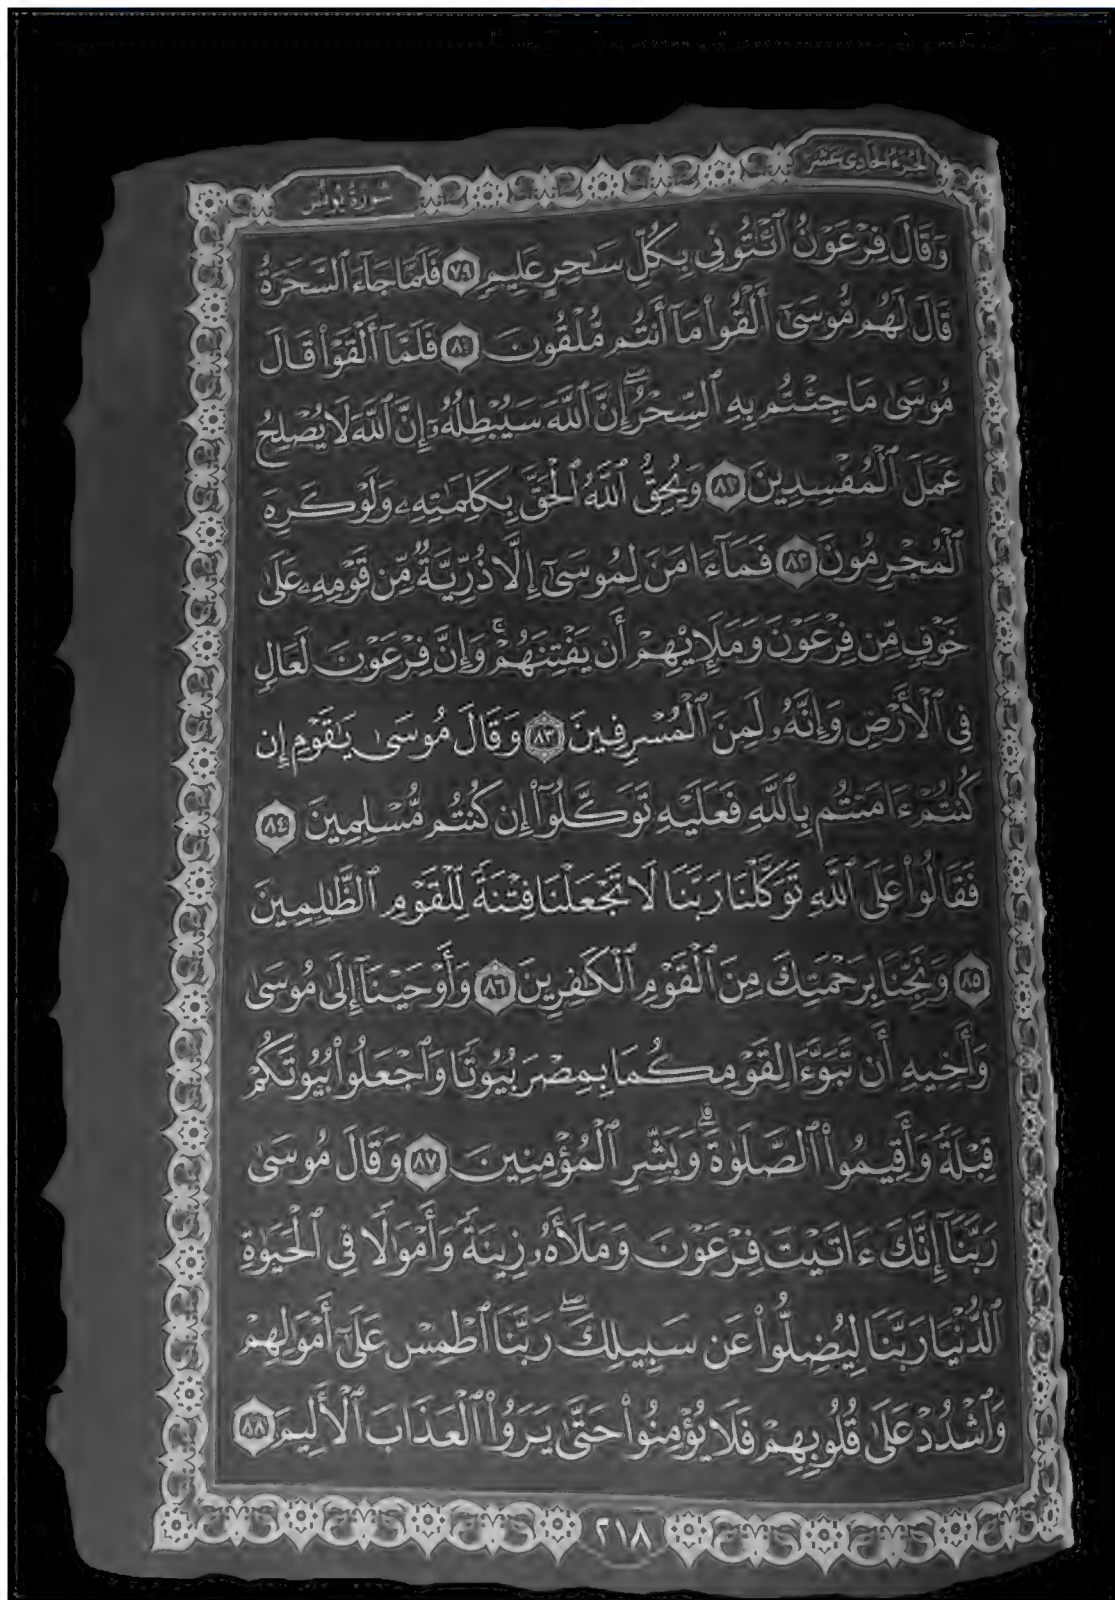 الجزء الحادي عشر
سورة يونس
وَقَالَ فِرْعَوْنُ ٱئْتُونِى بِكُلِّ سَٰحِرٍ عَلِيمٍ ٧٩ فَلَمَّا جَآءَ ٱلسَّحَرَةُ
قَالَ لَهُم مُّوسَىٰٓ أَلْقُوا۟ مَآ أَنتُم مُّلْقُونَ ٨٠ فَلَمَّآ أَلْقَوْا۟ قَالَ
مُوسَىٰ مَا جِئْتُم بِهِ ٱلسِّحْرُ ۖ إِنَّ ٱللَّهَ سَيُبْطِلُهُۥٓ إِنَّ ٱللَّهَ لَا يُصْلِحُ
عَمَلَ ٱلْمُفْسِدِينَ ٨١ وَيُحِقُّ ٱللَّهُ ٱلْحَقَّ بِكَلِمَٰتِهِۦ وَلَوْ كَرِهَ
ٱلْمُجْرِمُونَ ٨٢ فَمَآ ءَامَنَ لِمُوسَىٰٓ إِلَّا ذُرِّيَّةٌ مِّن قَوْمِهِۦ عَلَىٰ
خَوْفٍ مِّن فِرْعَوْنَ وَمَلَإِي۟هِمْ أَن يَفْتِنَهُمْ ۚ وَإِنَّ فِرْعَوْنَ لَعَالٍ
فِى ٱلْأَرْضِ وَإِنَّهُۥ لَمِنَ ٱلْمُسْرِفِينَ ٨٣ وَقَالَ مُوسَىٰ يَٰقَوْمِ إِن
كُنتُمْ ءَامَنتُم بِٱللَّهِ فَعَلَيْهِ تَوَكَّلُوٓا۟ إِن كُنتُم مُّسْلِمِينَ ٨٤
فَقَالُوا۟ عَلَى ٱللَّهِ تَوَكَّلْنَا رَبَّنَا لَا تَجْعَلْنَا فِتْنَةً لِّلْقَوْمِ ٱلظَّٰلِمِينَ
٨٥ وَنَجِّنَا بِرَحْمَتِكَ مِنَ ٱلْقَوْمِ ٱلْكَٰفِرِينَ ٨٦ وَأَوْحَيْنَآ إِلَىٰ مُوسَىٰ
وَأَخِيهِ أَن تَبَوَّءَا لِقَوْمِكُمَا بِمِصْرَ بُيُوتًا وَٱجْعَلُوا۟ بُيُوتَكُمْ
قِبْلَةً وَأَقِيمُوا۟ ٱلصَّلَوٰةَ ۗ وَبَشِّرِ ٱلْمُؤْمِنِينَ ٨٧ وَقَالَ مُوسَىٰ
رَبَّنَآ إِنَّكَ ءَاتَيْتَ فِرْعَوْنَ وَمَلَأَهُۥ زِينَةً وَأَمْوَٰلًا فِى ٱلْحَيَوٰةِ
ٱلدُّنْيَا رَبَّنَا لِيُضِلُّوا۟ عَن سَبِيلِكَ ۖ رَبَّنَا ٱطْمِسْ عَلَىٰٓ أَمْوَٰلِهِمْ
وَٱشْدُدْ عَلَىٰ قُلُوبِهِمْ فَلَا يُؤْمِنُوا۟ حَتَّىٰ يَرَوُا۟ ٱلْعَذَابَ ٱلْأَلِيمَ ٨٨
٢١٨